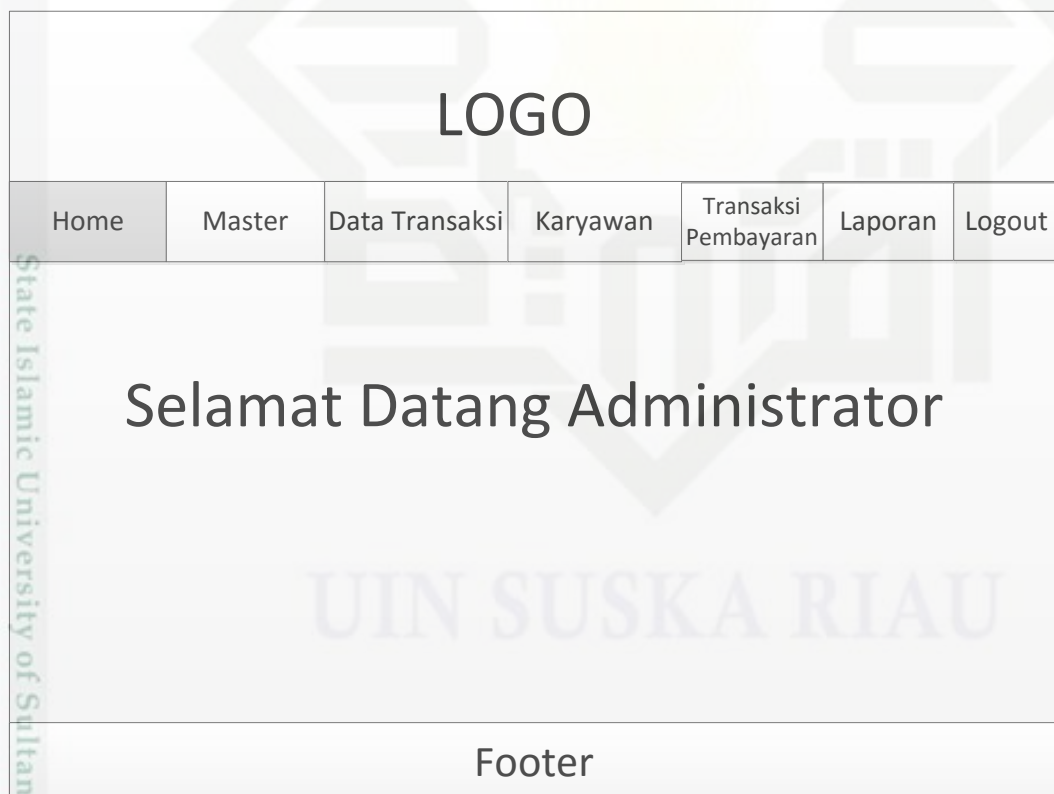 LOGO
Home
Master
Data Transaksi
Karyawan
Transaksi
Pembayaran
Laporan
Logout
Selamat Datang Administrator
State Islamic University of Sultan
UIN SUSKA RIAU
Footer